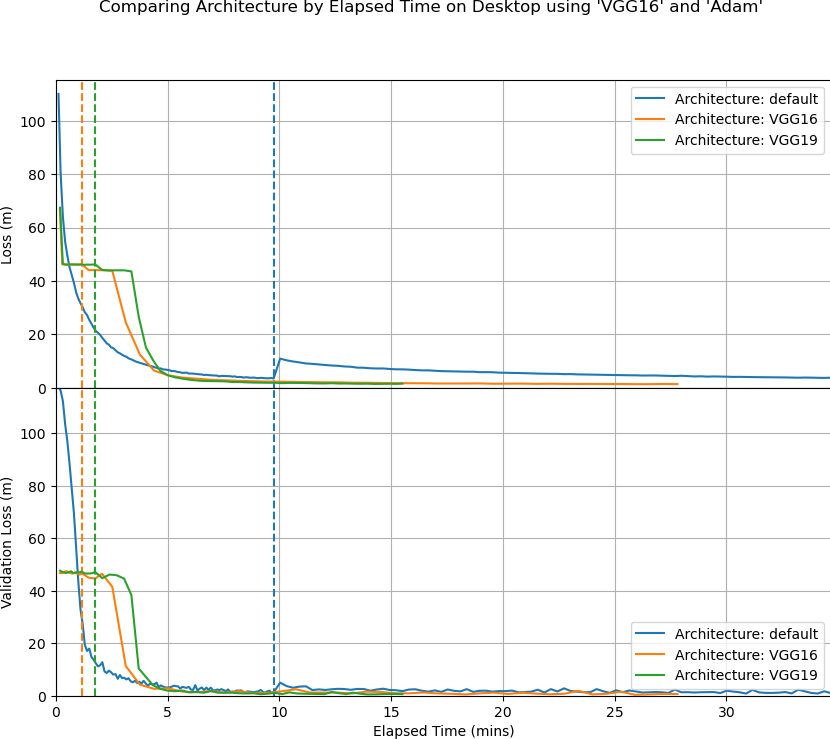 Comparing Architecture by Elapsed Time on Desktop using 'VGG16' and 'Adam'
Loss (m)
100
80
60
40
20
0
Architecture: default
Architecture: VGG16
Architecture: VGG19
Validation Loss (m)
100
80
60
40
20
0
Architecture: default
Architecture: VGG16
Architecture: VGG19
0 5 10 15 20 25 30
Elapsed Time (mins)